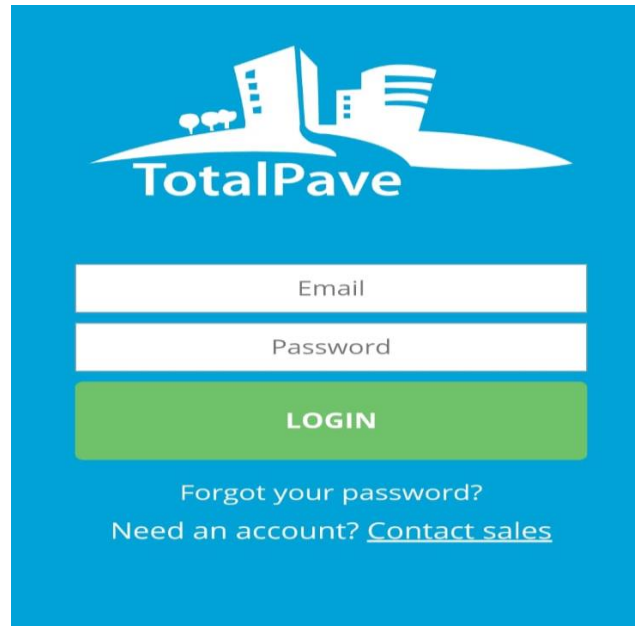 TotalPave
Email
Password
LOGIN
Forgot your password?
Need an account? Contact sales